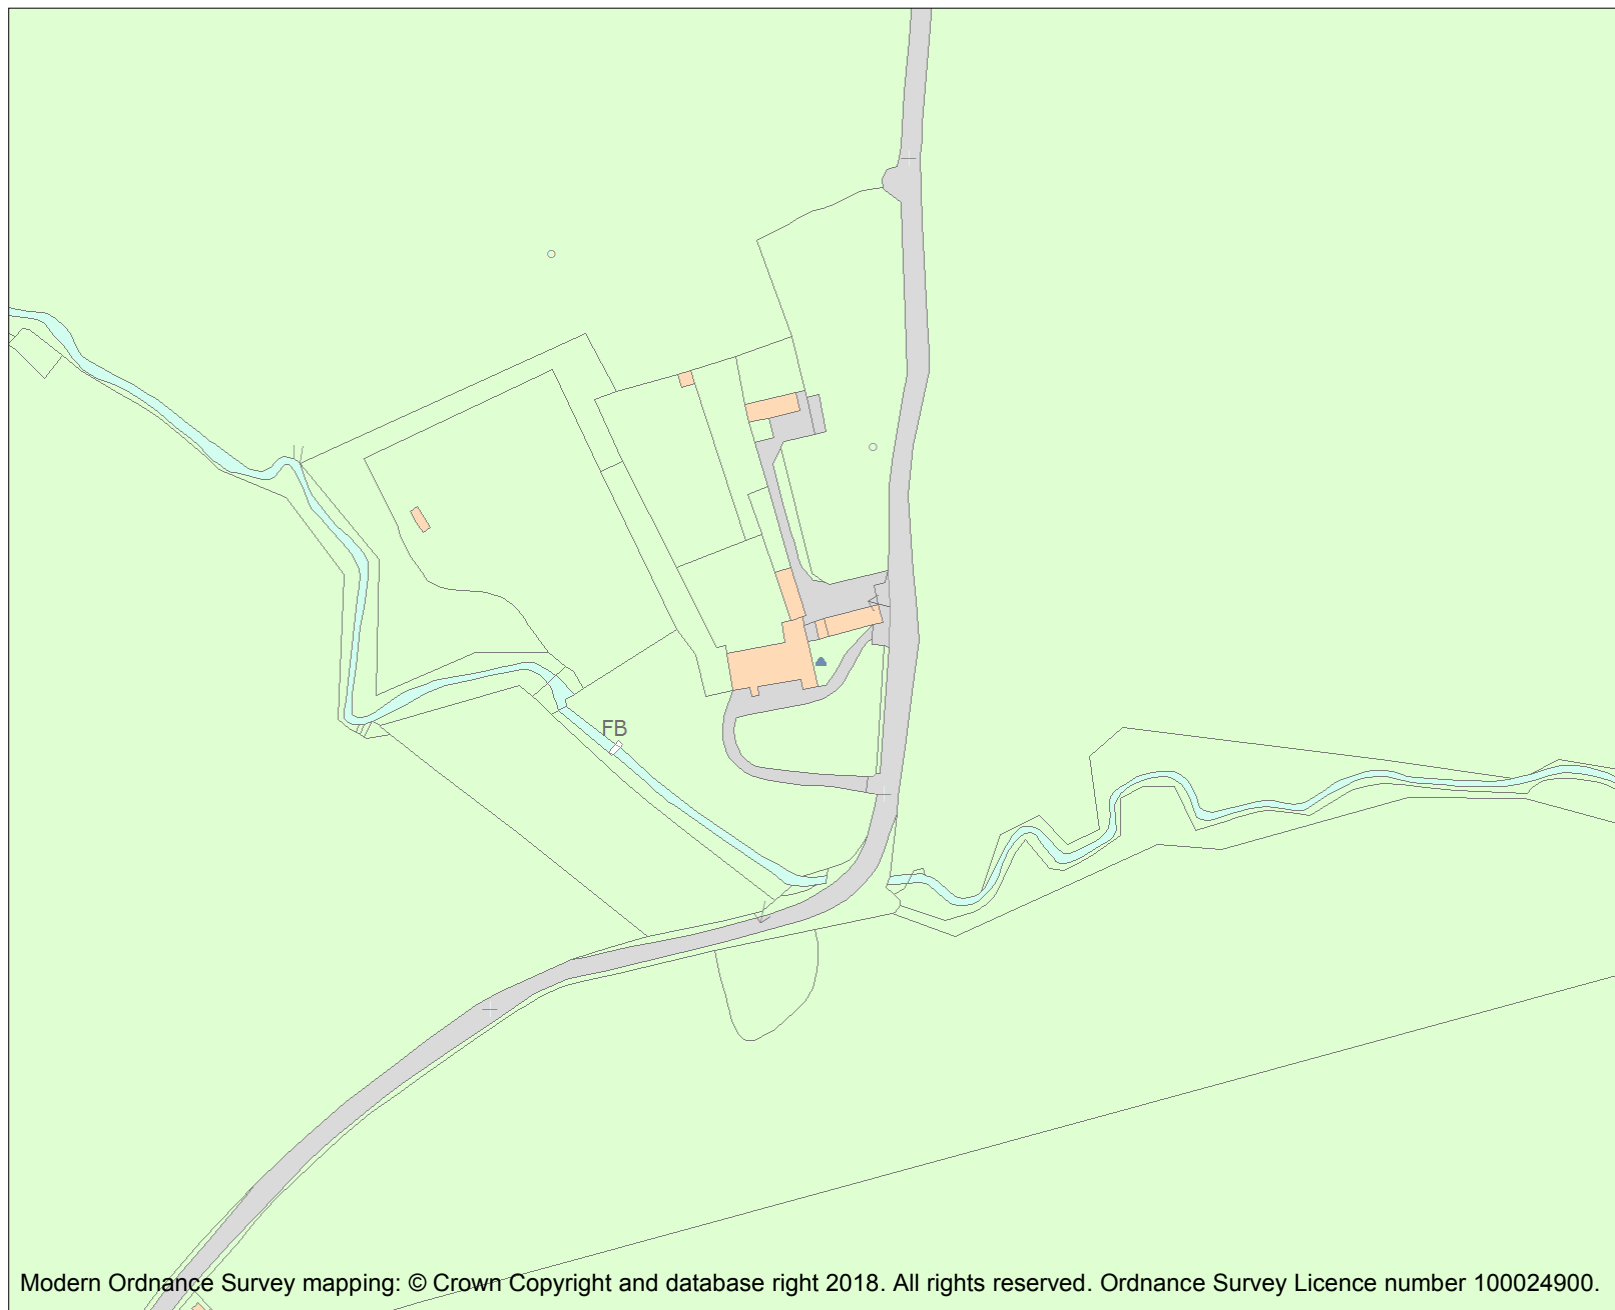 FB
Modern Ordnance Survey mapping: © Crown Copyright and database right 2018. All rights reserved. Ordnance Survey Licence number 100024900.